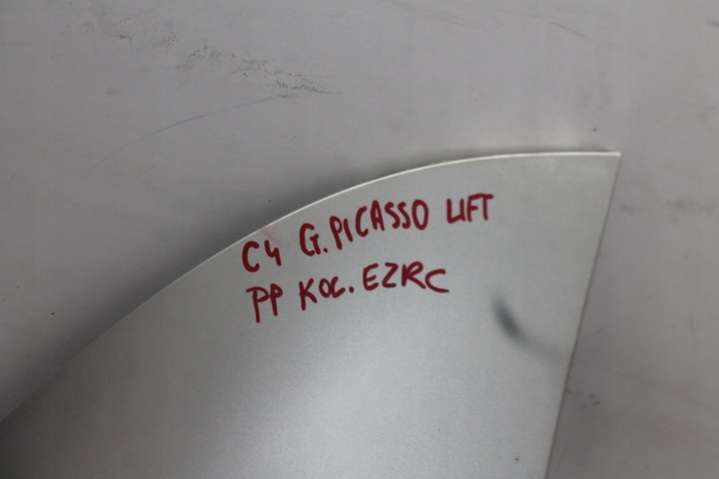 C4 G.PICASSO LIFT
PP KOL. EZRC